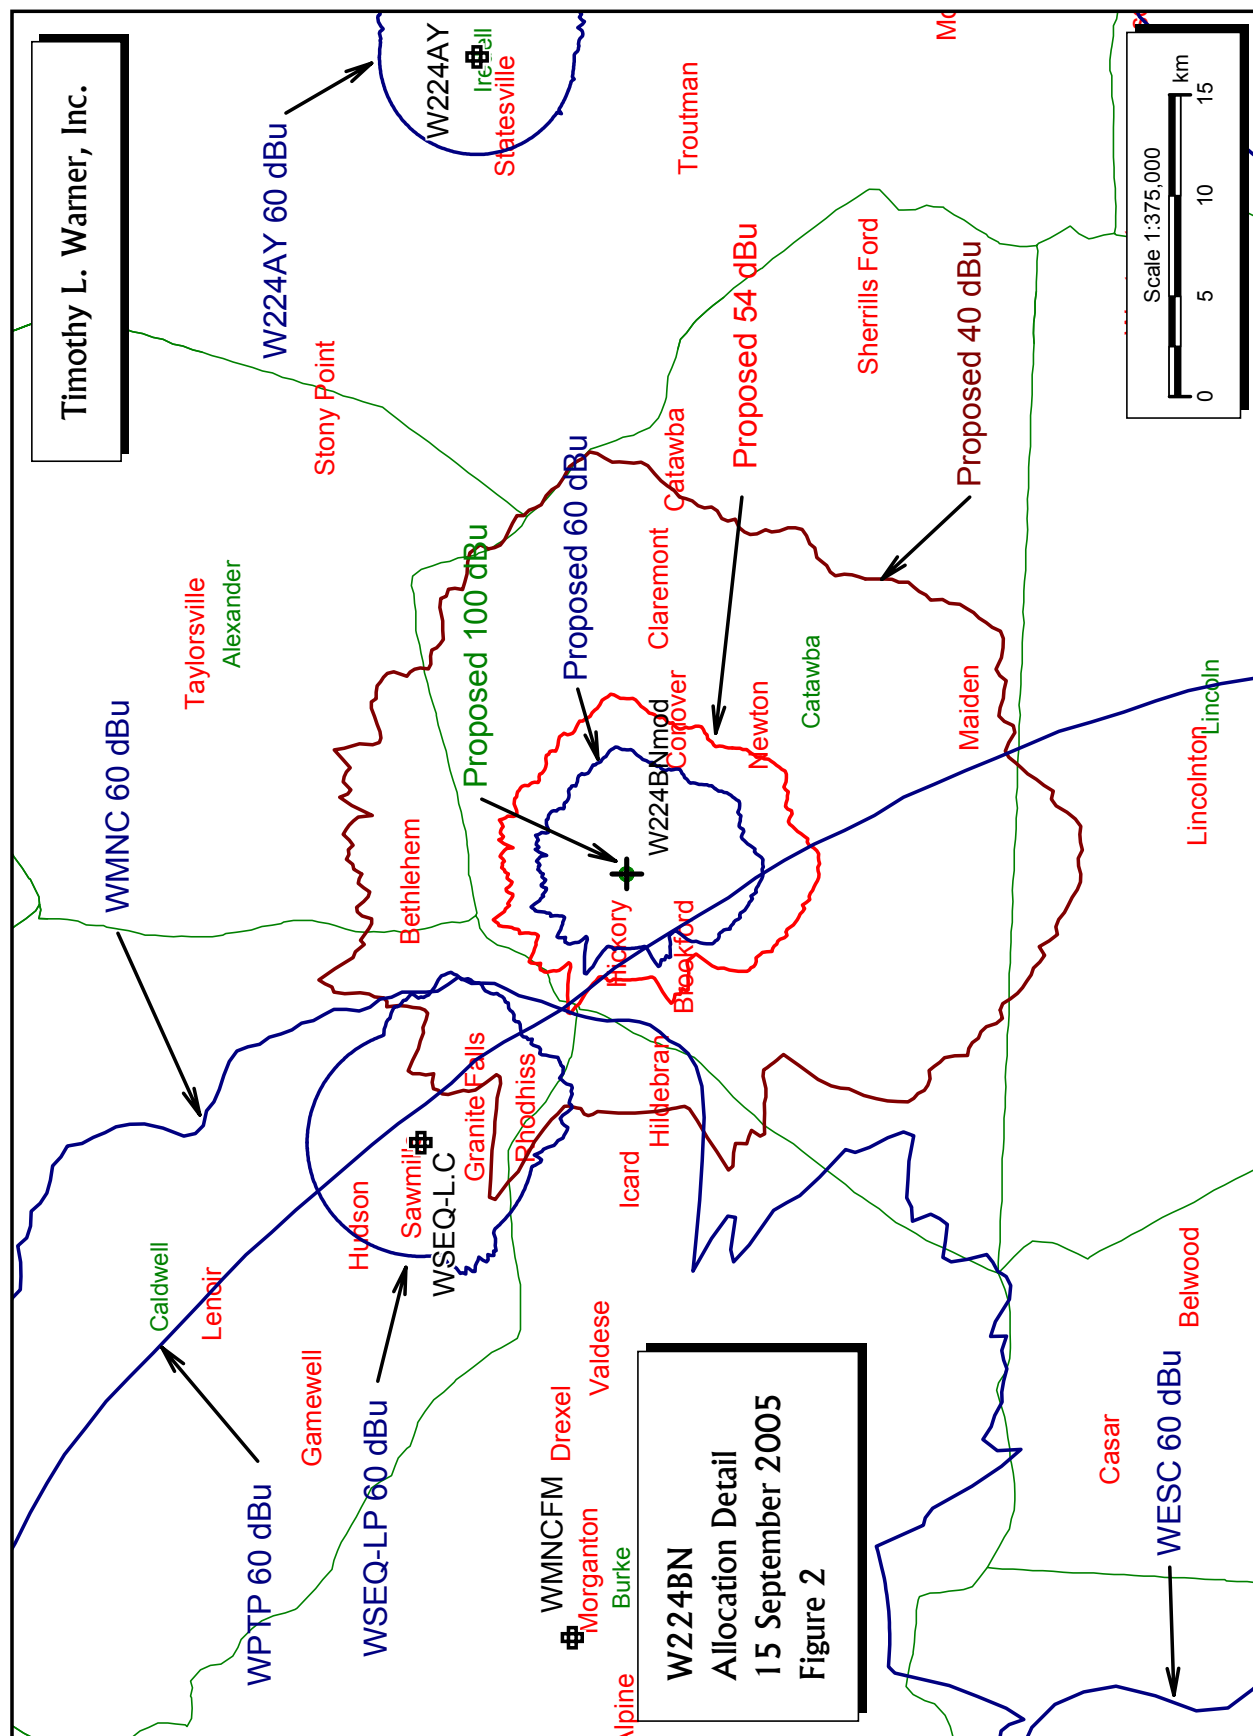 Timothy L. Warner, Inc.
W224AY 60 dBu
W224AY
Iredell
Statesville
Troutman
Stony Point
Taylorsville
Alexander
WMNC 60 dBu
Bethlehem
Proposed 100 dBu
Proposed 60 dBu
Proposed 54 dBu
Proposed 40 dBu
Sherrills Ford
Catawba
Claremont
Conover
W224BNmod
Newton
Catawba
Maiden
Lincoln
Lincolnton
Hickory
Brookford
Granite Falls
Rhodhiss
Hildebran
Icard
Sawmills
WSEQ-L.C
Hudson
Caldwell
Lenoir
Gamewell
WPTP 60 dBu
WSEQ-LP 60 dBu
Valdese
Drexel
WMNCFM
Morganton
Burke
Belwood
Casar
WESC 60 dBu
Scale 1:375,000
0 5 10 15 km
W224BN
Allocation Detail
15 September 2005
Figure 2